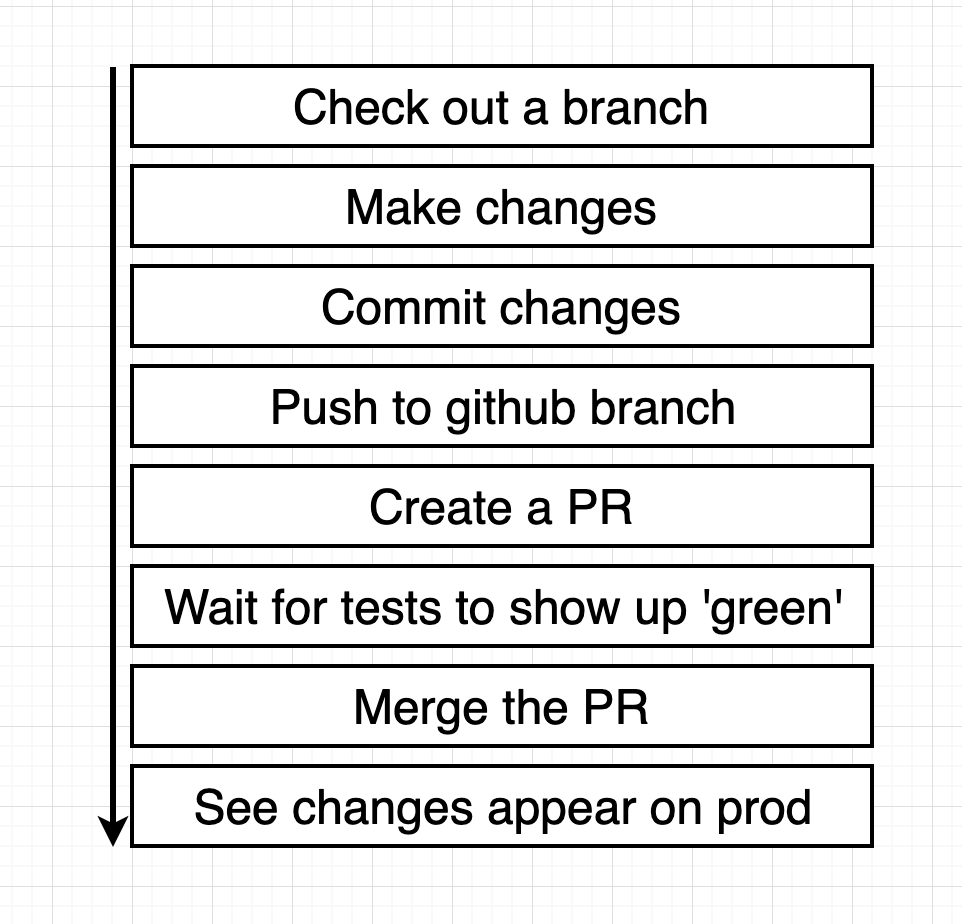 Check out a branch
Make changes
Commit changes
Push to github branch
Create a PR
Wait for tests to show up 'green'
Merge the PR
See changes appear on prod